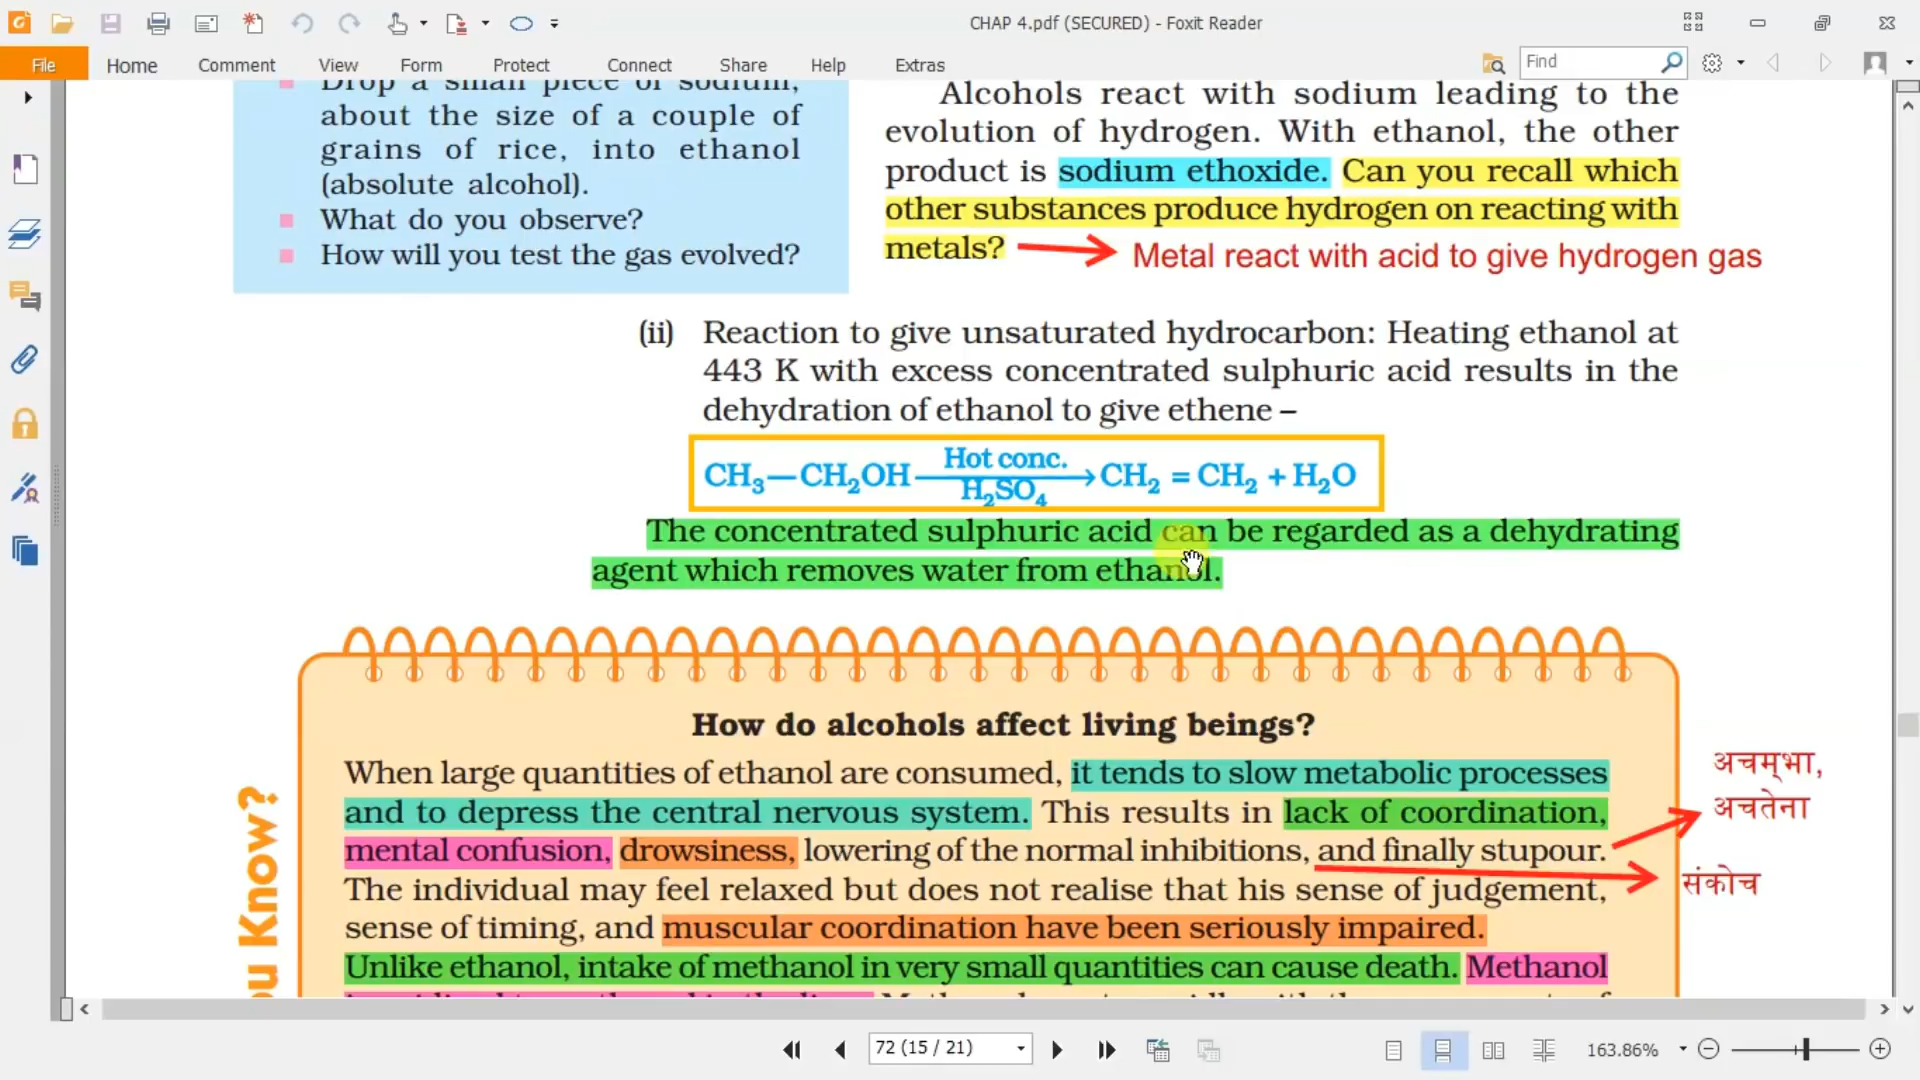 CHAP 4.pdf (SECURED) - Foxit Reader
File Home Comment View Form Protect Connect Share Help Extras Find
Drop a small piece of sodium,
about the size of a couple of
grains of rice, into ethanol
(absolute alcohol).
What do you observe?
How will you test the gas evolved?
Alcohols react with sodium leading to the
evolution of hydrogen. With ethanol, the other
product is sodium ethoxide. Can you recall which
other substances produce hydrogen on reacting with
metals?
Metal react with acid to give hydrogen gas
(ii) Reaction to give unsaturated hydrocarbon: Heating ethanol at
443 K with excess concentrated sulphuric acid results in the
dehydration of ethanol to give ethene –
Hot conc.
CH₃—CH₂OH → CH₂ = CH₂ + H₂O
H₂SO₄
The concentrated sulphuric acid can be regarded as a dehydrating
agent which removes water from ethanol.
How do alcohols affect living beings?
When large quantities of ethanol are consumed, it tends to slow metabolic processes
and to depress the central nervous system. This results in lack of coordination,
mental confusion, drowsiness, lowering of the normal inhibitions, and finally stupour.
The individual may feel relaxed but does not realise that his sense of judgement,
sense of timing, and muscular coordination have been seriously impaired.
Unlike ethanol, intake of methanol in very small quantities can cause death. Methanol
अचम्भा,
अचतेना
संकोच
Know?
72 (15 / 21)
163.86%